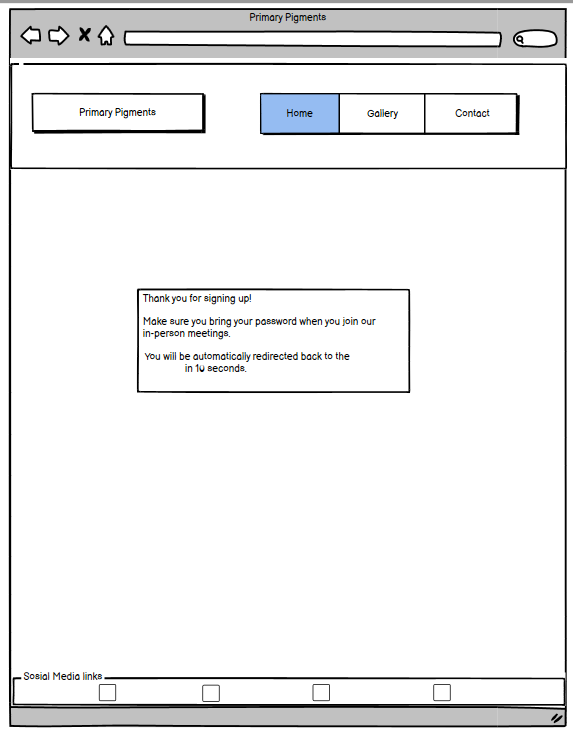 Primary Pigments
Primary Pigments
Home
Gallery
Contact
Thank you for signing up!
Make sure you bring your password when you join our
in-person meetings.
You will be automatically redirected back to the
in 10 seconds.
Sosial Media links